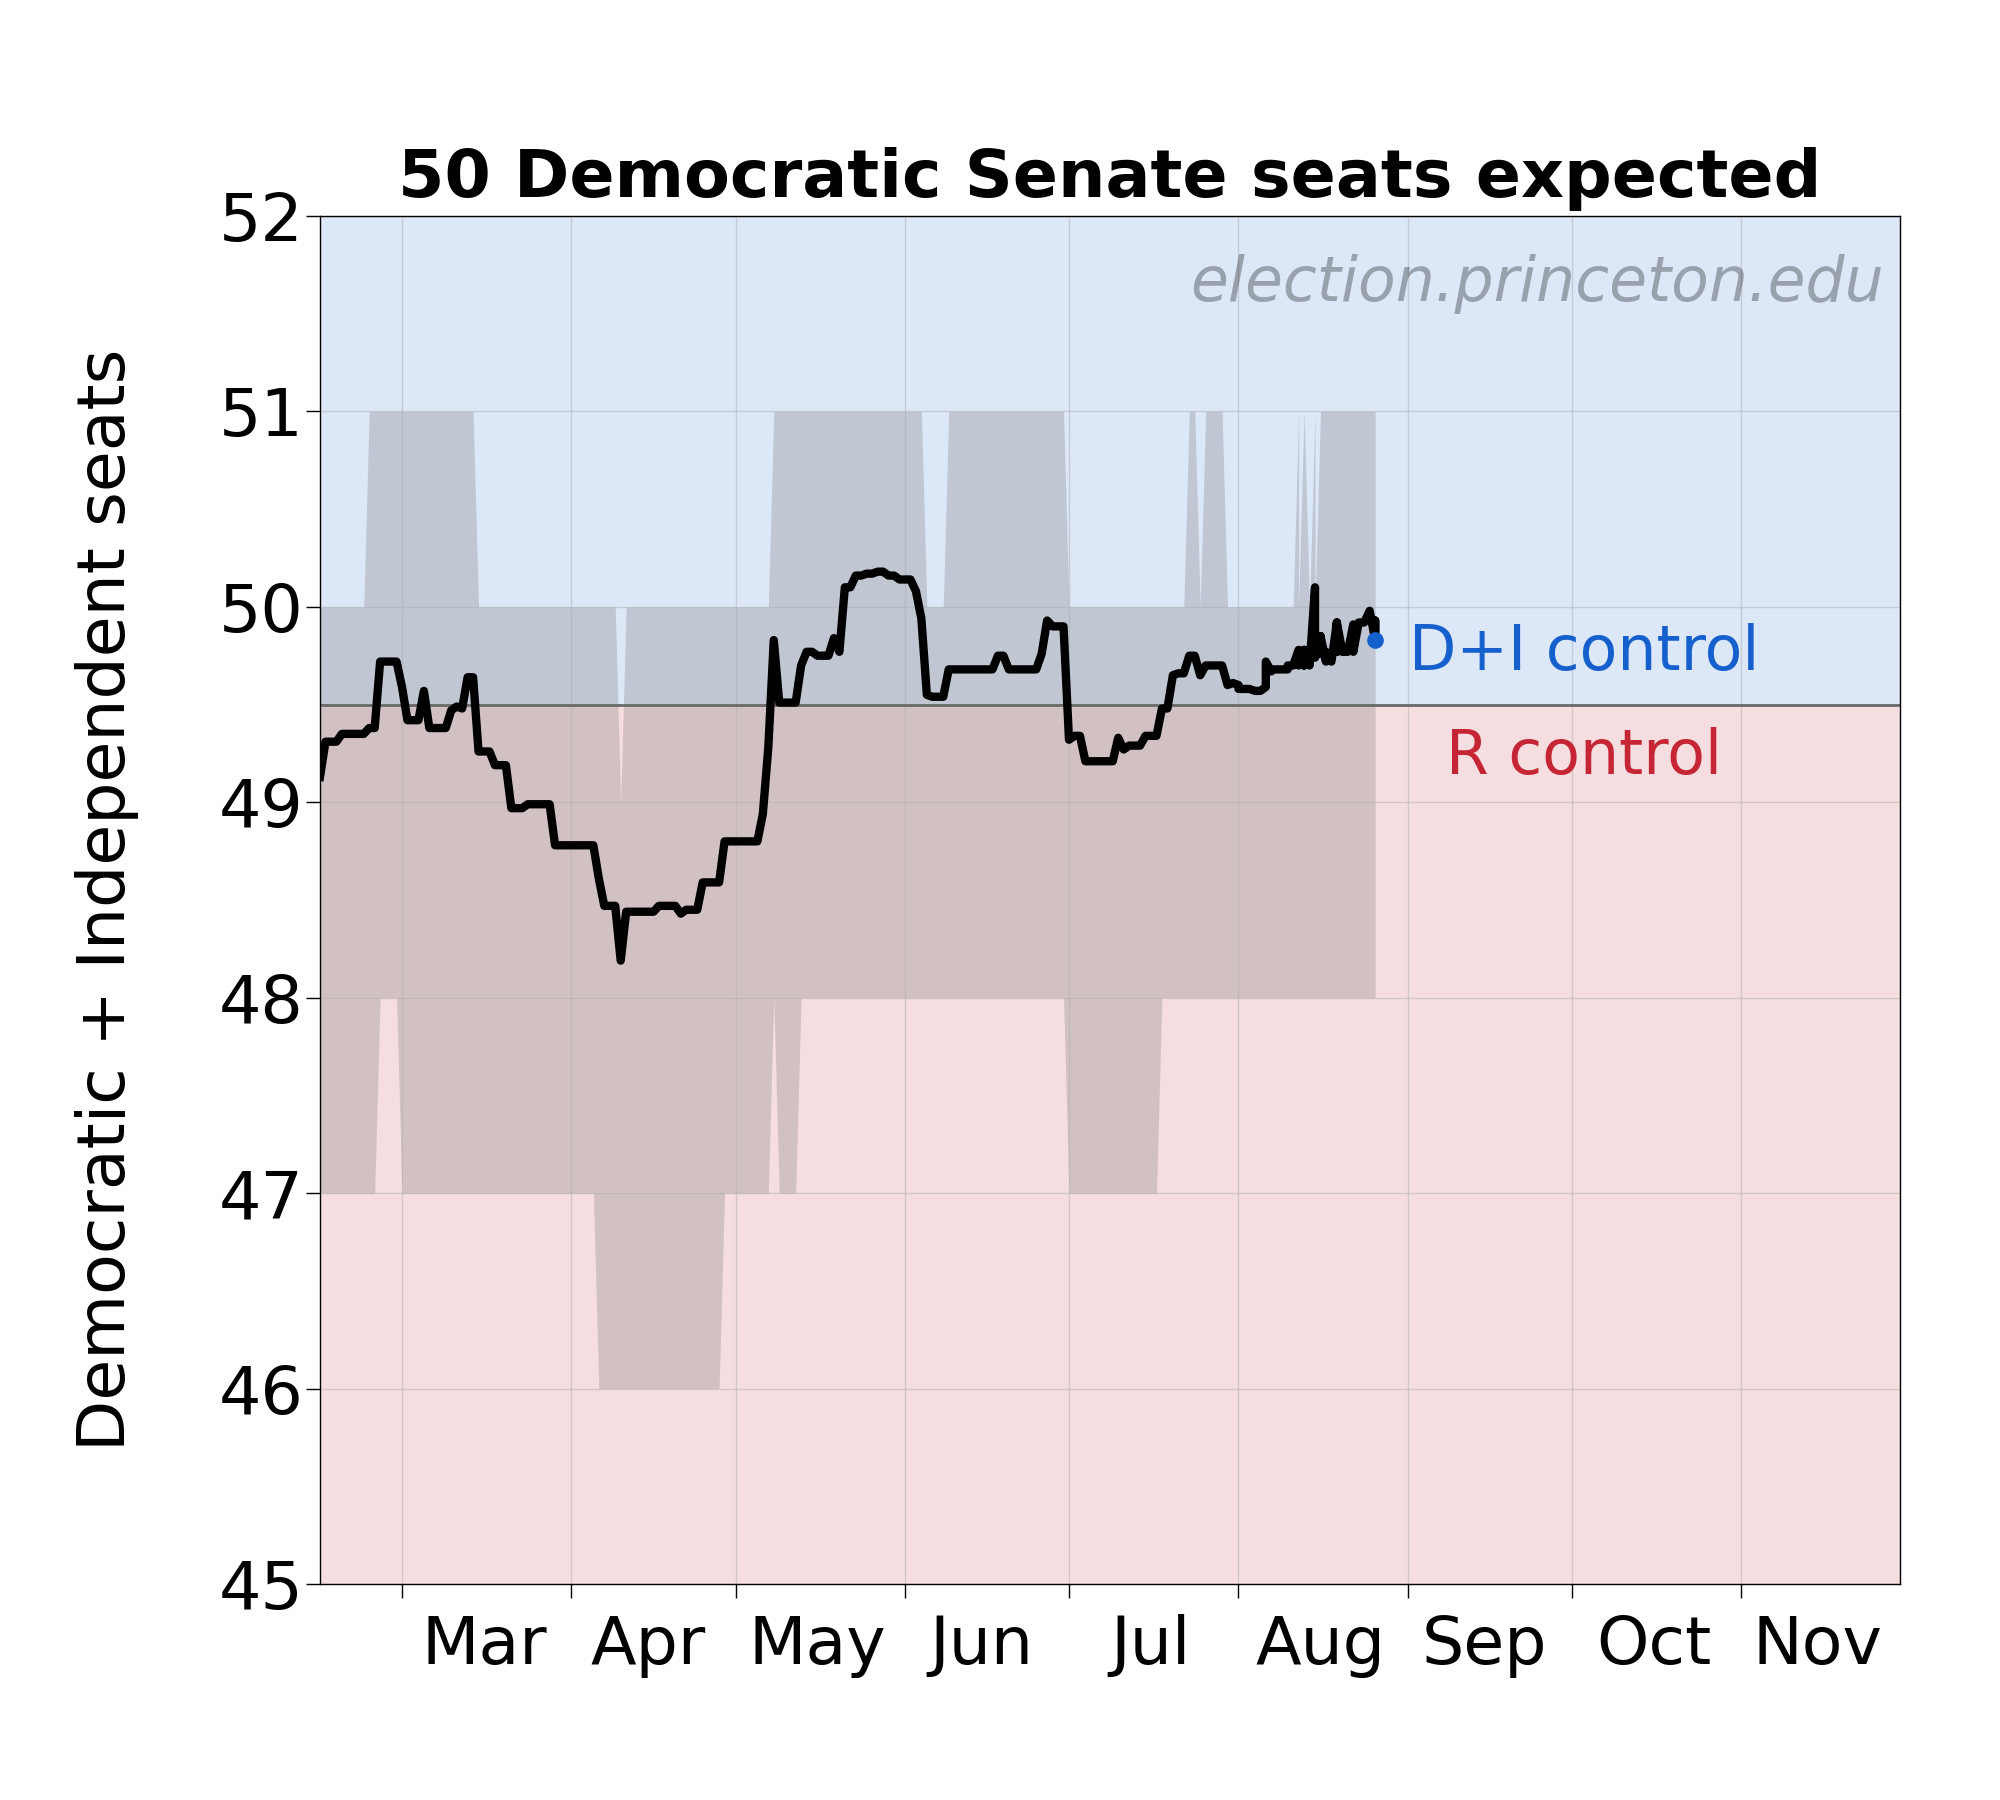 50 Democratic Senate seats expected
election.princeton.edu
Democratic + Independent seats
52
51
50
49
48
47
46
45
D+I control
R control
Mar Apr May Jun Jul Aug Sep Oct Nov